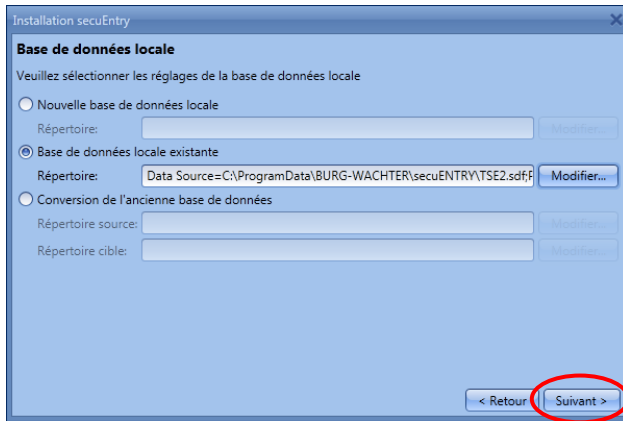 Installation secuEntry
Base de données locale
Veuillez sélectionner les réglages de la base de données locale
Nouvelle base de données locale
Répertoire:
Modifier...
Base de données locale existante
Répertoire: Data Source=C:\ProgramData\BURG-WACHTER\secuENTRY\TSE2.sdf;F Modifier...
Conversion de l'ancienne base de données
Répertoire source: Modifier...
Répertoire cible: Modifier...
< Retour Suivant >